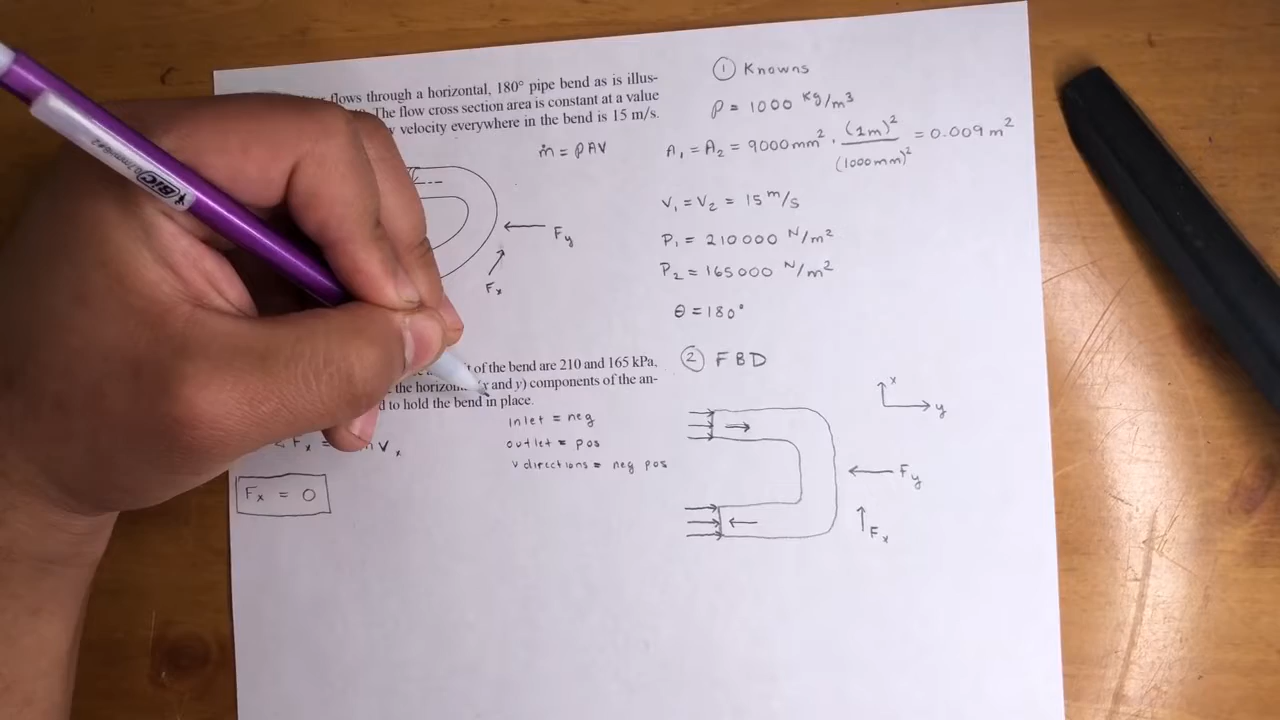 flows through a horizontal, 180° pipe bend as is illus-
The flow cross section area is constant at a value
velocity everywhere in the bend is 15 m/s.
ṁ = ρAV
F_y
F_x
of the bend are 210 and 165 kPa,
the horizon (x and y) components of the an-
d to hold the bend in place.
inlet = neg
outlet = pos
v directions = neg pos
F_x =
V_x
F_x = 0
① Knowns
ρ = 1000 kg/m³
A₁ = A₂ = 9000mm² · (1m)²/(1000mm)² = 0.009 m²
V₁ = V₂ = 15 m/s
P₁ = 210000 N/m²
P₂ = 165000 N/m²
θ = 180°
② FBD
x
y
F_y
F_x
BIC